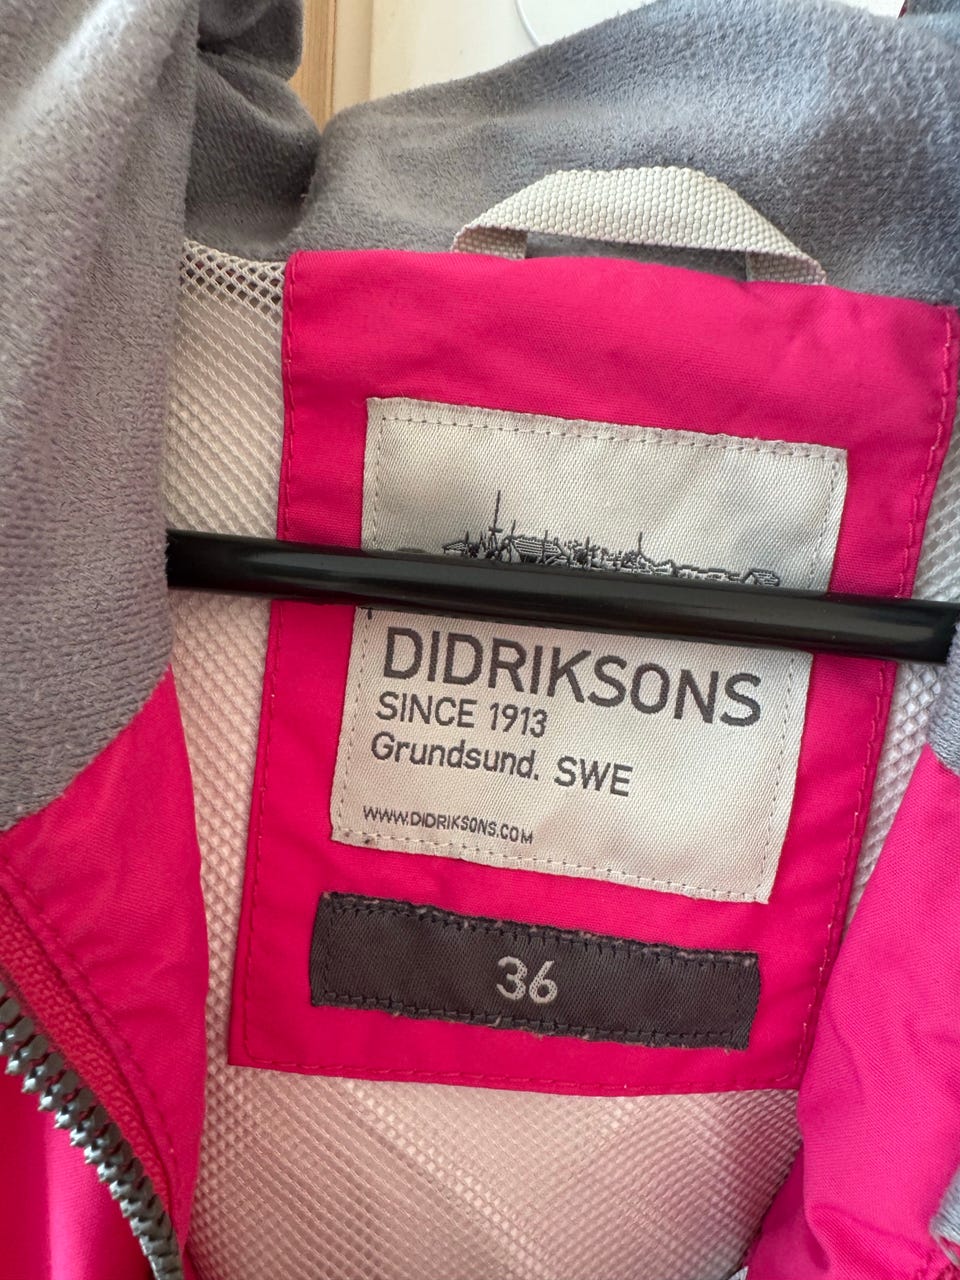 DIDRIKSONS
SINCE 1913
Grundsund. SWE
WWW.DIDRIKSONS.COM
36